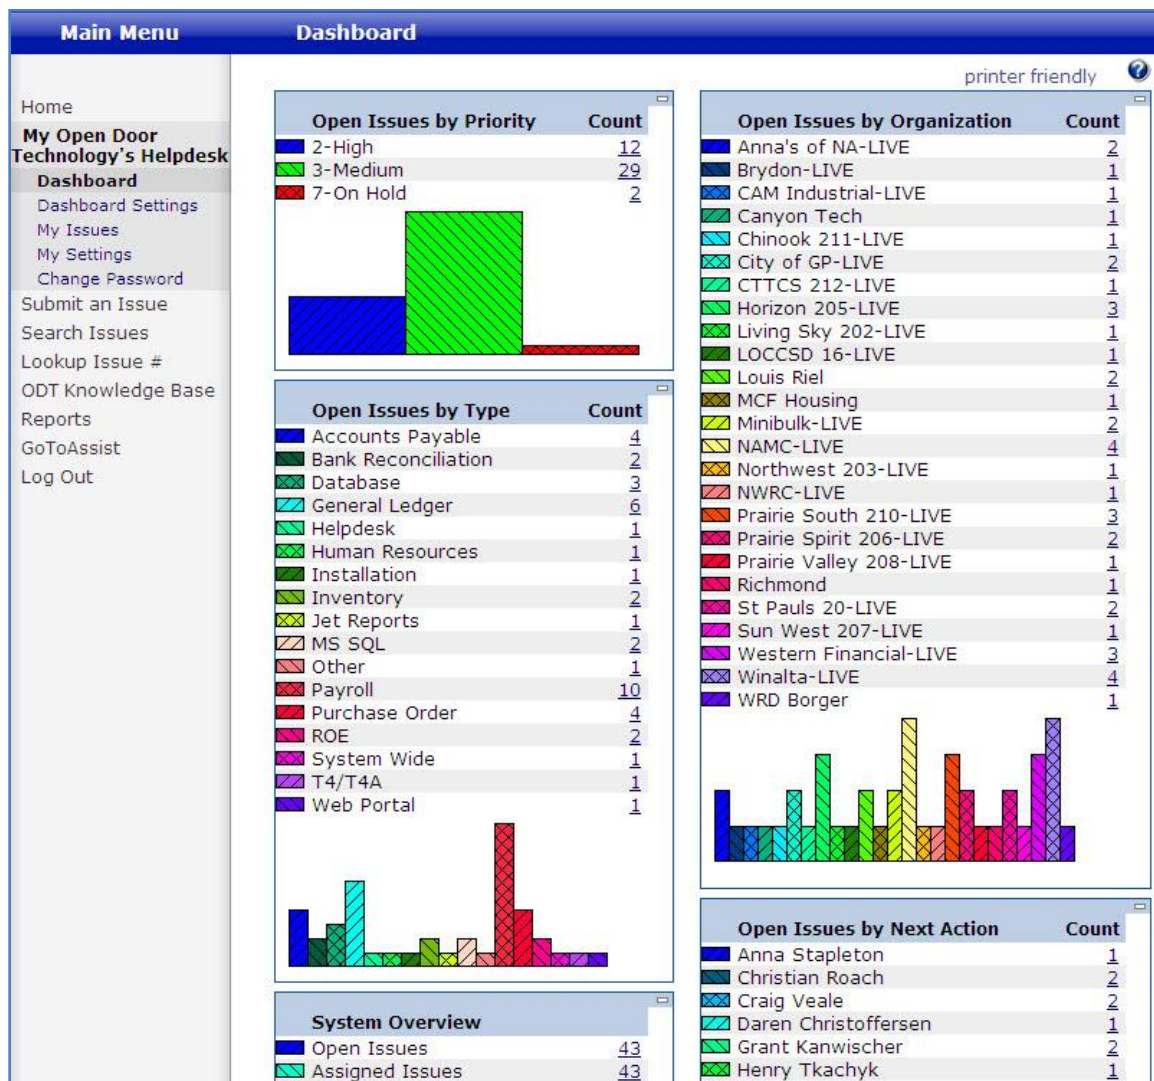 Main Menu
Dashboard
printer friendly
?
Home
My Open Door
Technology's Helpdesk
Dashboard
Dashboard Settings
My Issues
My Settings
Change Password
Submit an Issue
Search Issues
Lookup Issue #
ODT Knowledge Base
Reports
GoToAssist
Log Out
Open Issues by Priority Count
2-High 12
3-Medium 29
7-On Hold 2
Open Issues by Type Count
Accounts Payable 4
Bank Reconciliation 2
Database 3
General Ledger 6
Helpdesk 1
Human Resources 1
Installation 1
Inventory 2
Jet Reports 1
MS SQL 2
Other 1
Payroll 10
Purchase Order 4
ROE 2
System Wide 1
T4/T4A 1
Web Portal 1
System Overview
Open Issues 43
Assigned Issues 43
Open Issues by Organization Count
Anna's of NA-LIVE 2
Brydon-LIVE 1
CAM Industrial-LIVE 1
Canyon Tech 1
Chinook 211-LIVE 1
City of GP-LIVE 2
CTTCS 212-LIVE 1
Horizon 205-LIVE 3
Living Sky 202-LIVE 1
LOCCSD 16-LIVE 1
Louis Riel 2
MCF Housing 1
Minibulk-LIVE 2
NAMC-LIVE 4
Northwest 203-LIVE 1
NWRC-LIVE 1
Prairie South 210-LIVE 3
Prairie Spirit 206-LIVE 2
Prairie Valley 208-LIVE 1
Richmond 1
St Pauls 20-LIVE 2
Sun West 207-LIVE 1
Western Financial-LIVE 3
Winalta-LIVE 4
WRD Borger 1
Open Issues by Next Action Count
Anna Stapleton 1
Christian Roach 2
Craig Veale 2
Daren Christoffersen 1
Grant Kanwischer 2
Henry Tkachyk 1